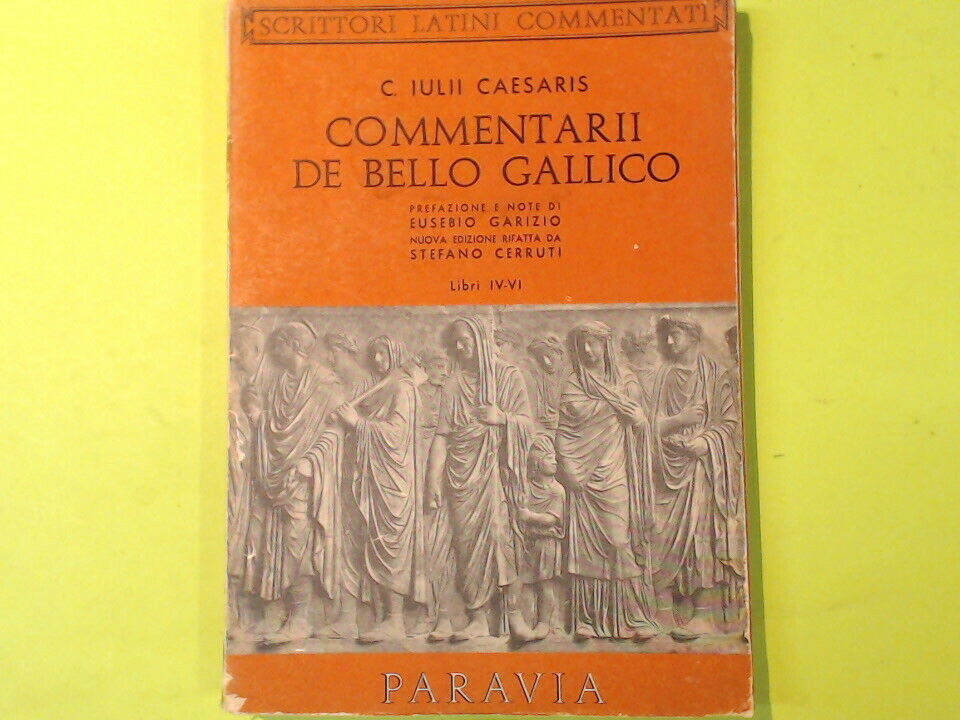 SCRITTORI LATINI COMMENTATI
C. IULII CAESARIS
COMMENTARII
DE BELLO GALLICO
PREFAZIONE E NOTE DI
EUSEBIO GARIZIO
NUOVA EDIZIONE RIFATTA DA
STEFANO CERRUTI
Libri IV-VI
PARAVIA